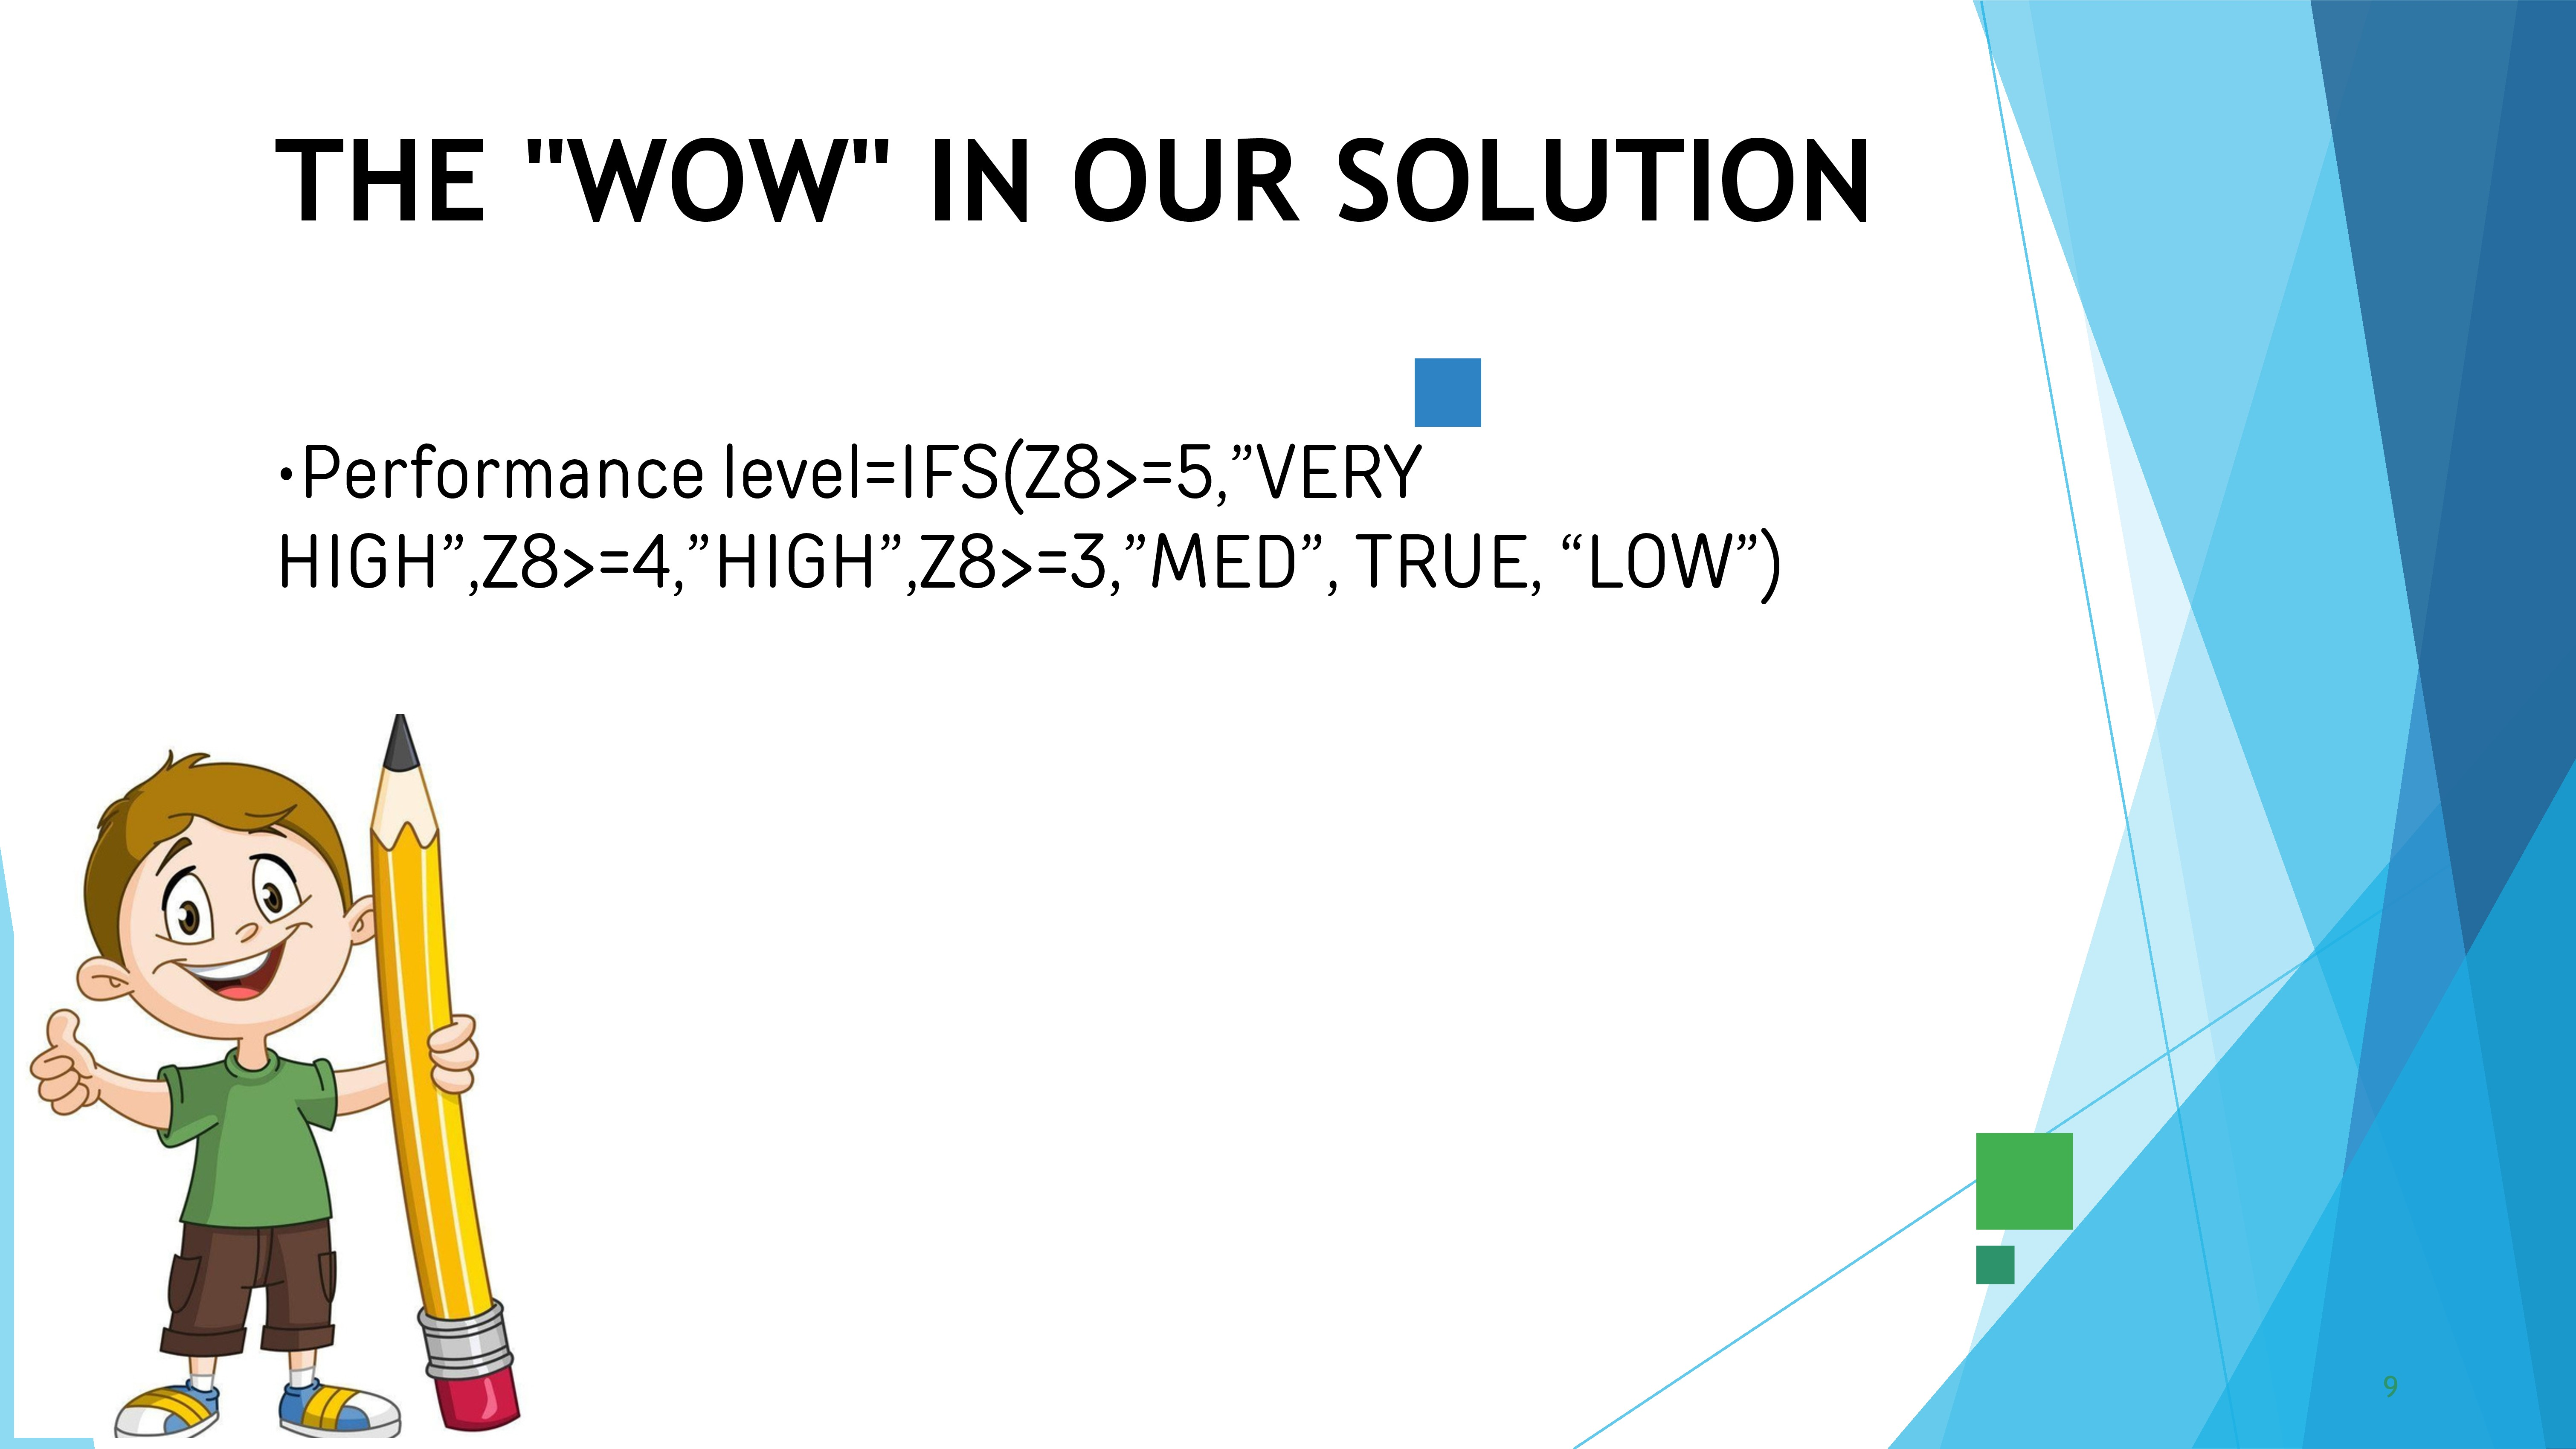 THE "WOW" IN OUR SOLUTION
•Performance level=IFS(Z8>=5,”VERY
HIGH”,Z8>=4,”HIGH”,Z8>=3,”MED”, TRUE, “LOW”)
9